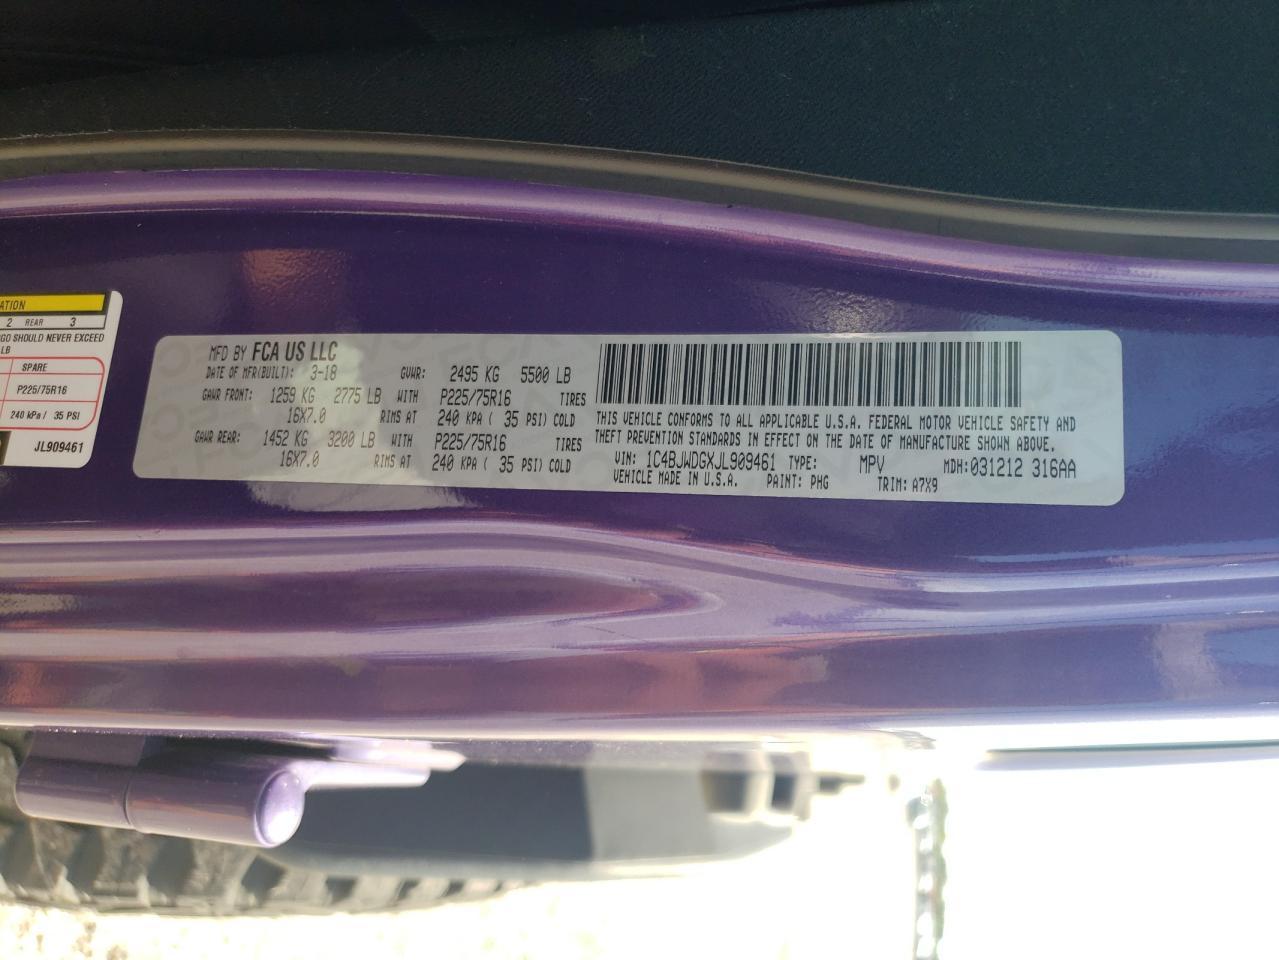 ATION
2 REAR 3
GO SHOULD NEVER EXCEED
LB
SPARE
P225/75R16
240 kPa / 35 PSI
JL909461
MFD BY FCA US LLC
DATE OF MFR(BUILT): 3-18 GVWR: 2495 KG 5500 LB
GAWR FRONT: 1259 KG 2775 LB WITH P225/75R16 TIRES
16X7.0 RIMS AT 240 KPA ( 35 PSI) COLD
GAWR REAR: 1452 KG 3200 LB WITH P225/75R16 TIRES
16X7.0 RIMS AT 240 KPA ( 35 PSI) COLD
THIS VEHICLE CONFORMS TO ALL APPLICABLE U.S.A. FEDERAL MOTOR VEHICLE SAFETY AND
THEFT PREVENTION STANDARDS IN EFFECT ON THE DATE OF MANUFACTURE SHOWN ABOVE.
VIN: 1C4BJWDGXJL909461 TYPE: MPV MDH:031212 316AA
VEHICLE MADE IN U.S.A. PAINT: PHG TRIM: A7X9